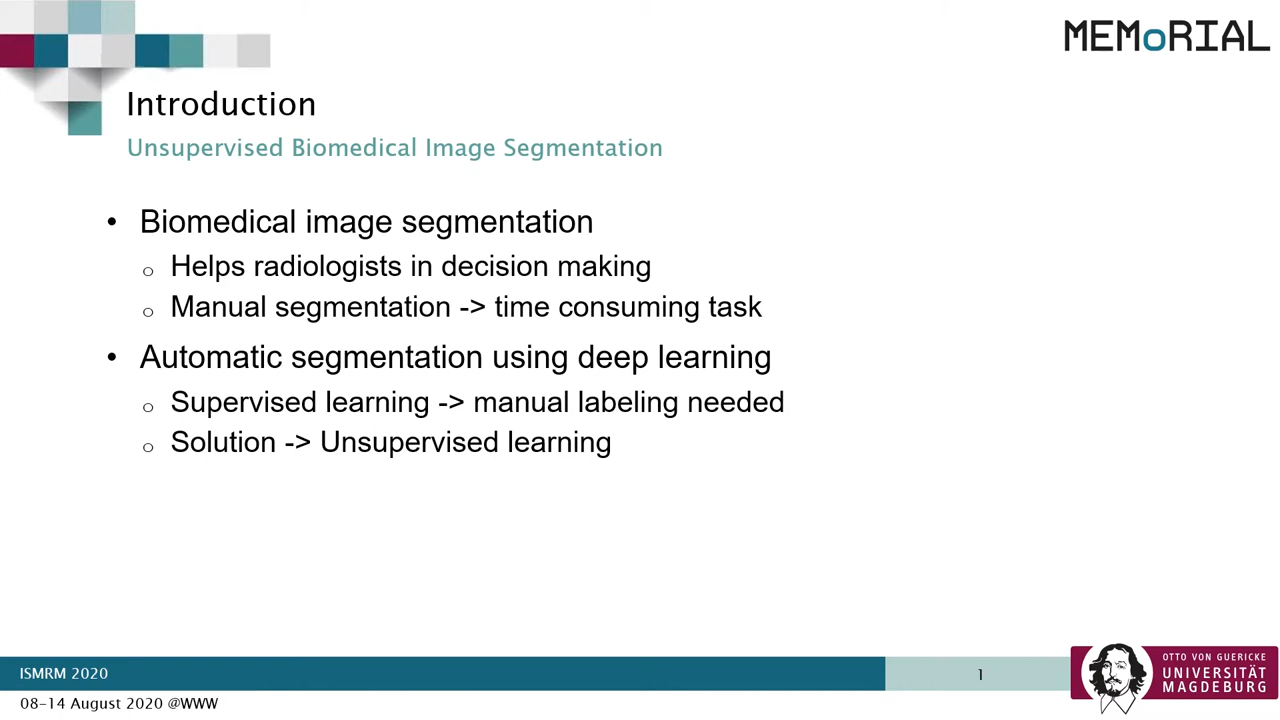 MEMoRIAL
Introduction
Unsupervised Biomedical Image Segmentation
• Biomedical image segmentation
o Helps radiologists in decision making
o Manual segmentation -> time consuming task
• Automatic segmentation using deep learning
o Supervised learning -> manual labeling needed
o Solution -> Unsupervised learning
ISMRM 2020
1
OTTO VON GUERICKE
UNIVERSITÄT
MAGDEBURG
08-14 August 2020 @WWW